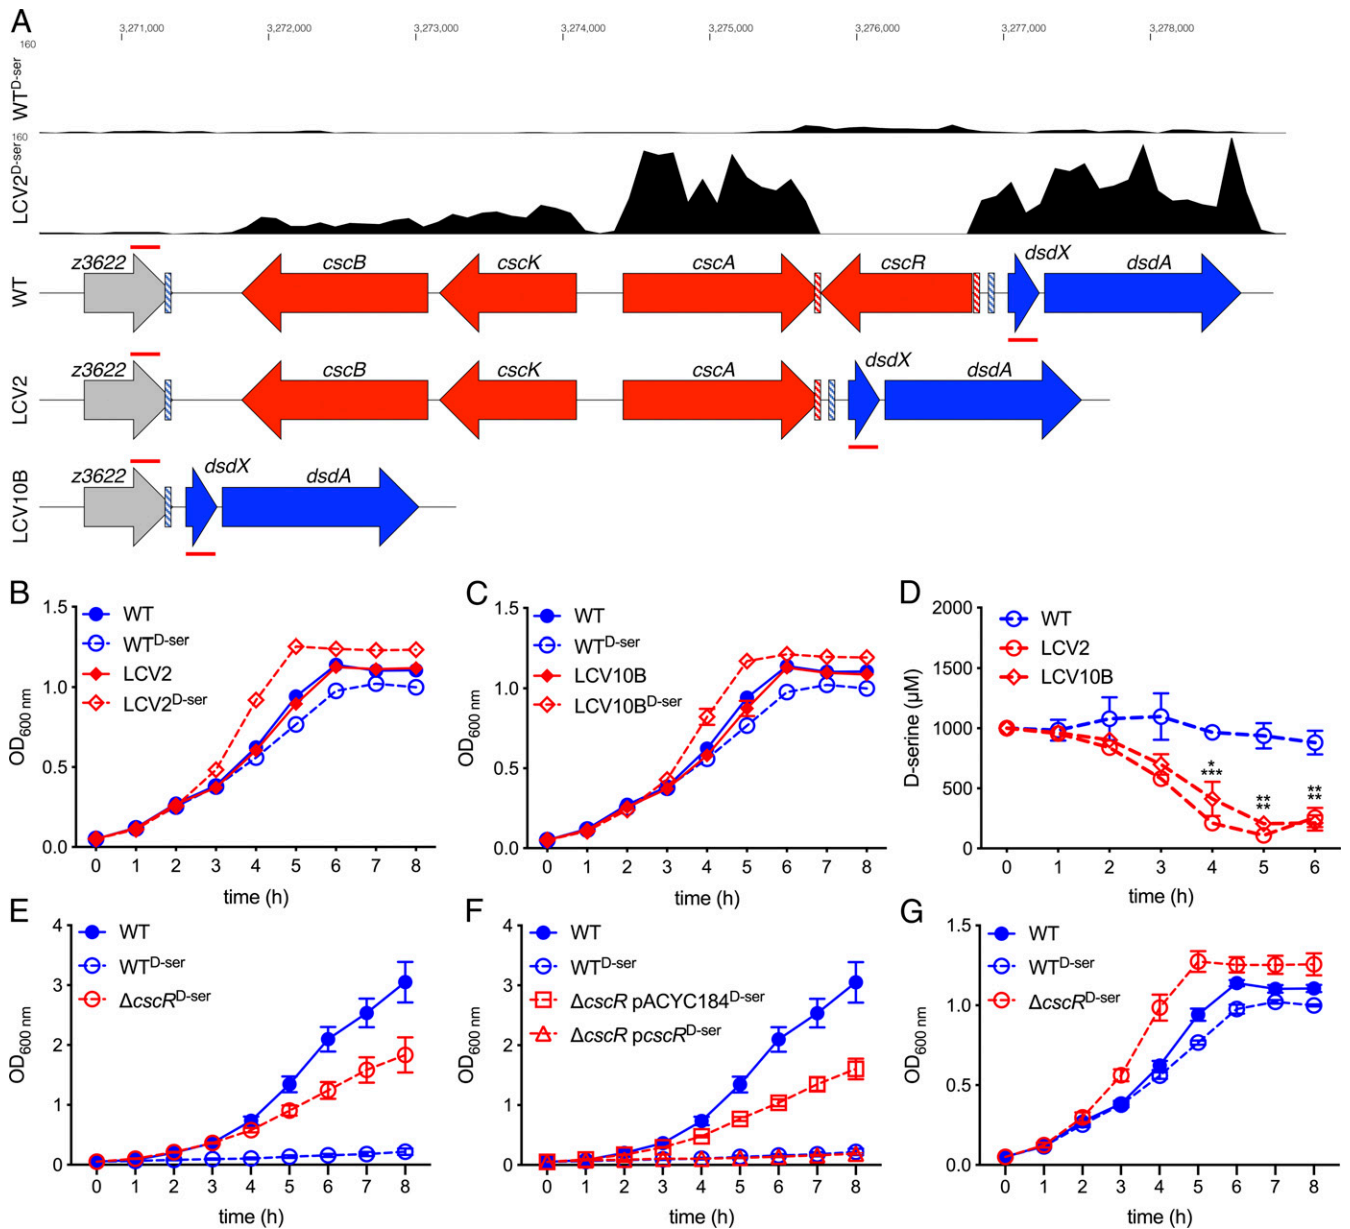 A
3,271,000 3,272,000 3,273,000 3,274,000 3,275,000 3,276,000 3,277,000 3,278,000
160
WT^D-ser
160
LCV2^D-ser
z3622 cscB cscK cscA cscR dsdX dsdA
WT
z3622 cscB cscK cscA dsdX dsdA
LCV2
z3622 dsdX dsdA
LCV10B
B
WT
WT^D-ser
LCV2
LCV2^D-ser
1.5
1.0
0.5
0.0
OD600 nm
0 1 2 3 4 5 6 7 8
time (h)
C
WT
WT^D-ser
LCV10B
LCV10B^D-ser
1.5
1.0
0.5
0.0
OD600 nm
0 1 2 3 4 5 6 7 8
time (h)
D
WT
LCV2
LCV10B
2000
1500
1000
500
0
D-serine (µM)
*
***
**
**
**
**
0 1 2 3 4 5 6
time (h)
E
WT
WT^D-ser
ΔcscR^D-ser
4
3
2
1
0
OD600 nm
0 1 2 3 4 5 6 7 8
time (h)
F
WT
WT^D-ser
ΔcscR pACYC184^D-ser
ΔcscR pcscR^D-ser
4
3
2
1
0
OD600 nm
0 1 2 3 4 5 6 7 8
time (h)
G
WT
WT^D-ser
ΔcscR^D-ser
1.5
1.0
0.5
0.0
OD600 nm
0 1 2 3 4 5 6 7 8
time (h)